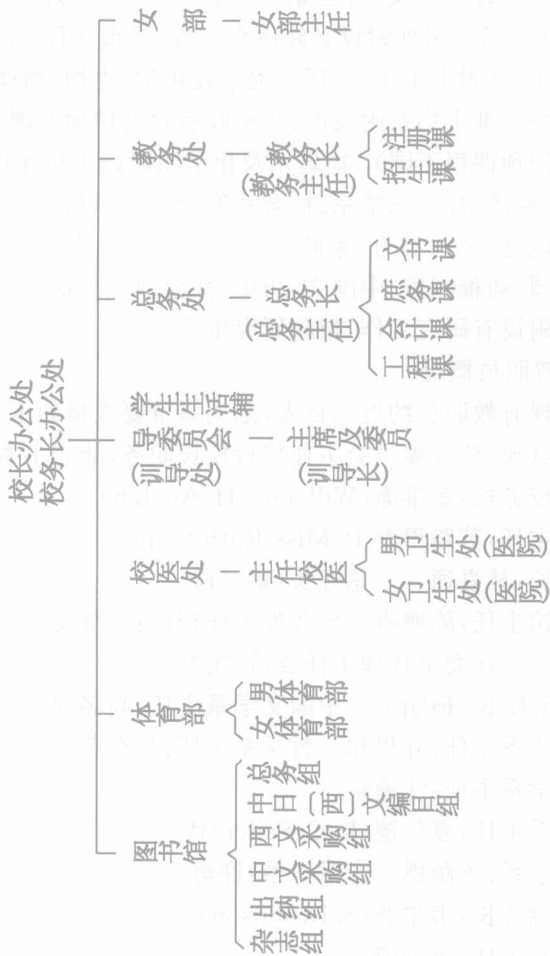 校长办公处
校务长办公处
女部
女部主任
教务处
教务长
(教务主任)
注册课
招生课
总务处
总务长
(总务主任)
文书课
庶务课
会计课
工程课
学生生活辅
导委员会
(训导处)
主席及委员
(训导长)
校医处
主任校医
男卫生处(医院)
女卫生处(医院)
体育部
男体育部
女体育部
图书馆
总务组
中日〔西〕文编目组
西文采购组
中文采购组
出纳组
杂志组